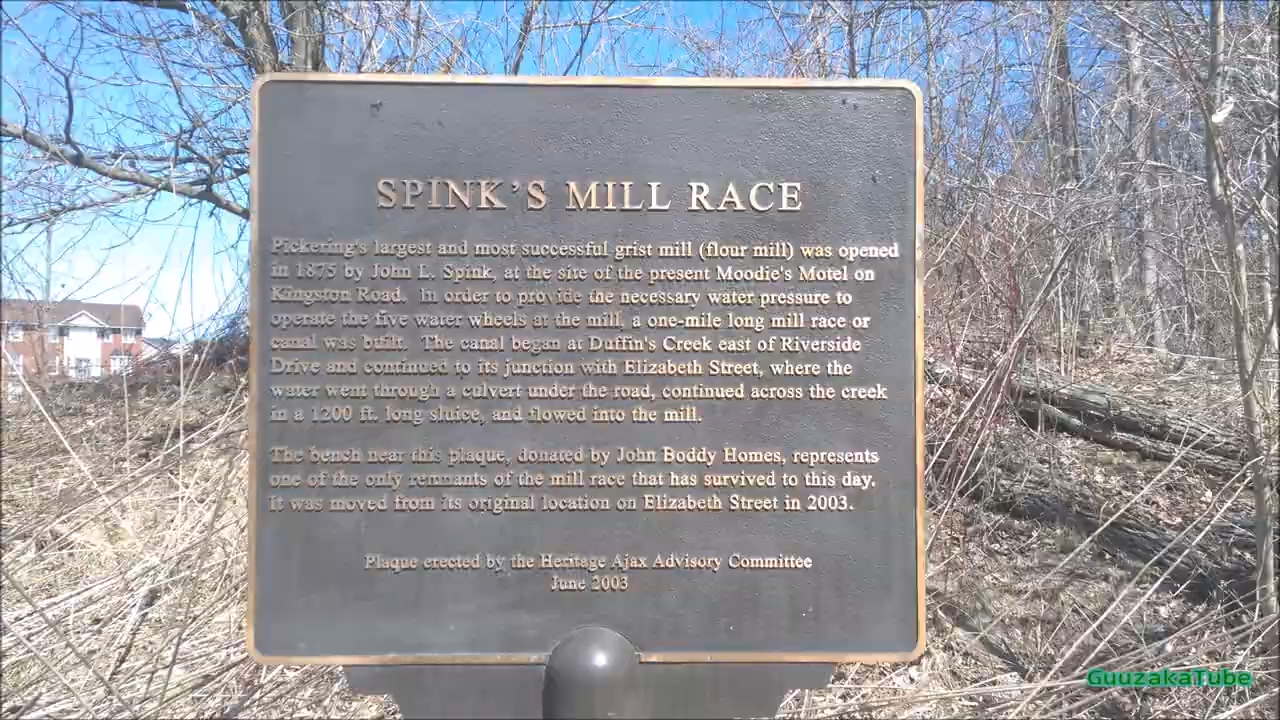 SPINK'S MILL RACE
Pickering's largest and most successful grist mill (flour mill) was opened
in 1875 by John L. Spink, at the site of the present Moodie's Motel on
Kingston Road. In order to provide the necessary water pressure to
operate the five water wheels at the mill, a one-mile long mill race or
canal was built. The canal began at Duffin's Creek east of Riverside
Drive and continued to its junction with Elizabeth Street, where the
water went through a culvert under the road, continued across the creek
in a 1200 ft. long sluice, and flowed into the mill.
The bench near this plaque, donated by John Boddy Homes, represents
one of the only remnants of the mill race that has survived to this day.
It was moved from its original location on Elizabeth Street in 2003.
Plaque erected by the Heritage Ajax Advisory Committee
June 2003
GuuzakaTube